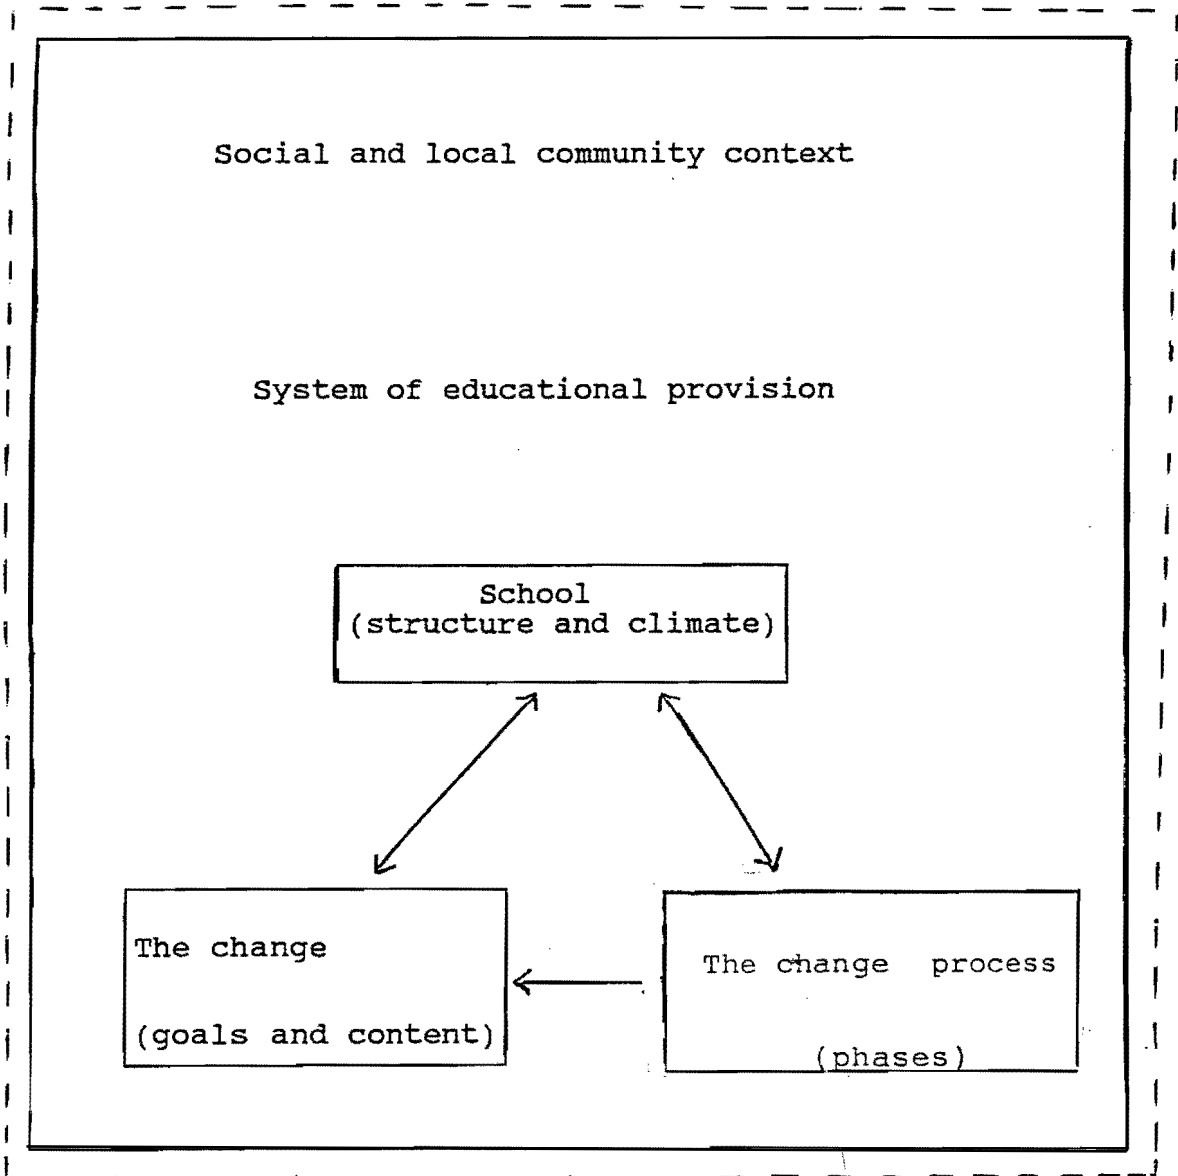 Social and local community context
System of educational provision
School
(structure and climate)
The change
(goals and content)
The change process
(phases)